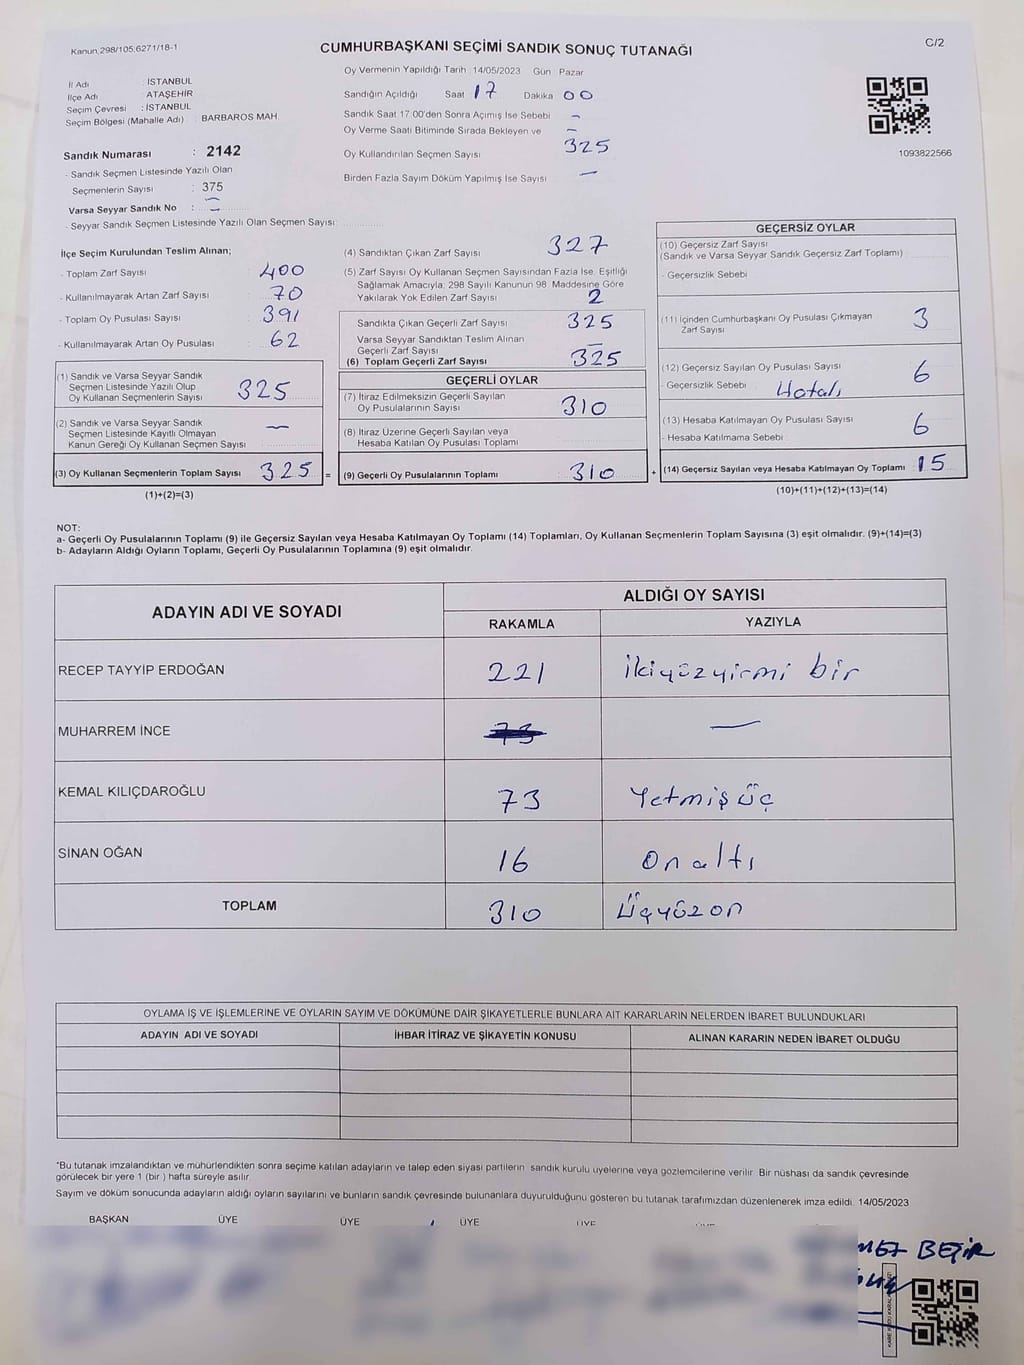 Kanun 298/105;6271/18-1
CUMHURBAŞKANI SEÇİMİ SANDIK SONUÇ TUTANAĞI
C/2
Oy Vermenin Yapıldığı Tarih :14/05/2023 Gün : Pazar
İl Adı : İSTANBUL
İlçe Adı : ATAŞEHİR
Seçim Çevresi : İSTANBUL
Seçim Bölgesi (Mahalle Adı) : BARBAROS MAH
Sandığın Açıldığı Saat 17 Dakika 00
Sandık Saat 17:00'den Sonra Açımış İse Sebebi –
Oy Verme Saati Bitiminde Sırada Bekleyen ve –
Oy Kullandırılan Seçmen Sayısı 325
Birden Fazla Sayım Döküm Yapılmış İse Sayısı –
1093822566
Sandık Numarası : 2142
- Sandık Seçmen Listesinde Yazılı Olan
Seçmenlerin Sayısı : 375
Varsa Seyyar Sandık No : –
- Seyyar Sandık Seçmen Listesinde Yazılı Olan Seçmen Sayısı:
İlçe Seçim Kurulundan Teslim Alınan;
- Toplam Zarf Sayısı : 400
- Kullanılmayarak Artan Zarf Sayısı : 70
- Toplam Oy Pusulası Sayısı : 391
- Kullanılmayarak Artan Oy Pusulası : 62
(1) Sandık ve Varsa Seyyar Sandık
Seçmen Listesinde Yazılı Olup
Oy Kullanan Seçmenlerin Sayısı 325
(2) Sandık ve Varsa Seyyar Sandık
Seçmen Listesinde Kayıtlı Olmayan
Kanun Gereği Oy Kullanan Seçmen Sayısı –
(3) Oy Kullanan Seçmenlerin Toplam Sayısı 325 =
(1)+(2)=(3)
(4) Sandıktan Çıkan Zarf Sayısı 327
(5) Zarf Sayısı Oy Kullanan Seçmen Sayısından Fazla İse, Eşitliği
Sağlamak Amacıyla; 298 Sayılı Kanunun 98. Maddesine Göre
Yakılarak Yok Edilen Zarf Sayısı 2
Sandıkta Çıkan Geçerli Zarf Sayısı 325
Varsa Seyyar Sandıktan Teslim Alınan
Geçerli Zarf Sayısı –
(6) Toplam Geçerli Zarf Sayısı 325
GEÇERLİ OYLAR
(7) İtiraz Edilmeksizin Geçerli Sayılan
Oy Pusulalarının Sayısı 310
(8) İtiraz Üzerine Geçerli Sayılan veya
Hesaba Katılan Oy Pusulası Toplamı
(9) Geçerli Oy Pusulalarının Toplamı 310 +
GEÇERSİZ OYLAR
(10) Geçersiz Zarf Sayısı
(Sandık ve Varsa Seyyar Sandık Geçersiz Zarf Toplamı)
- Geçersizlik Sebebi
(11) İçinden Cumhurbaşkanı Oy Pusulası Çıkmayan
Zarf Sayısı 3
(12) Geçersiz Sayılan Oy Pusulası Sayısı 6
- Geçersizlik Sebebi Hatalı
(13) Hesaba Katılmayan Oy Pusulası Sayısı 6
- Hesaba Katılmama Sebebi
(14) Geçersiz Sayılan veya Hesaba Katılmayan Oy Toplamı 15
(10)+(11)+(12)+(13)=(14)
NOT:
a- Geçerli Oy Pusulalarının Toplamı (9) ile Geçersiz Sayılan veya Hesaba Katılmayan Oy Toplamı (14) Toplamları, Oy Kullanan Seçmenlerin Toplam Sayısına (3) eşit olmalıdır. (9)+(14)=(3)
b- Adayların Aldığı Oyların Toplamı, Geçerli Oy Pusulalarının Toplamına (9) eşit olmalıdır.
ADAYIN ADI VE SOYADI
ALDIĞI OY SAYISI
RAKAMLA YAZIYLA
RECEP TAYYİP ERDOĞAN 221 ikiyüzyirmi bir
MUHARREM İNCE 73 –
KEMAL KILIÇDAROĞLU 73 Yetmiş üç
SİNAN OĞAN 16 on altı
TOPLAM 310 Üçyüzon
OYLAMA İŞ VE İŞLEMLERİNE VE OYLARIN SAYIM VE DÖKÜMÜNE DAİR ŞİKAYETLERLE BUNLARA AİT KARARLARIN NELERDEN İBARET BULUNDUKLARI
ADAYIN ADI VE SOYADI İHBAR İTİRAZ VE ŞİKAYETİN KONUSU ALINAN KARARIN NEDEN İBARET OLDUĞU
*Bu tutanak imzalandıktan ve mühürlendikten sonra seçime katılan adayların ve talep eden siyasi partilerin sandık kurulu üyelerine veya gözlemcilerine verilir. Bir nüshası da sandık çevresinde
görülecek bir yere 1 (bir ) hafta süreyle asılır.
Sayım ve döküm sonucunda adayların aldığı oyların sayılarını ve bunların sandık çevresinde bulunanlara duyurulduğunu gösteren bu tutanak tarafımızdan düzenlenerek imza edildi. 14/05/2023
BAŞKAN ÜYE ÜYE ÜYE ÜYE
BEŞİR